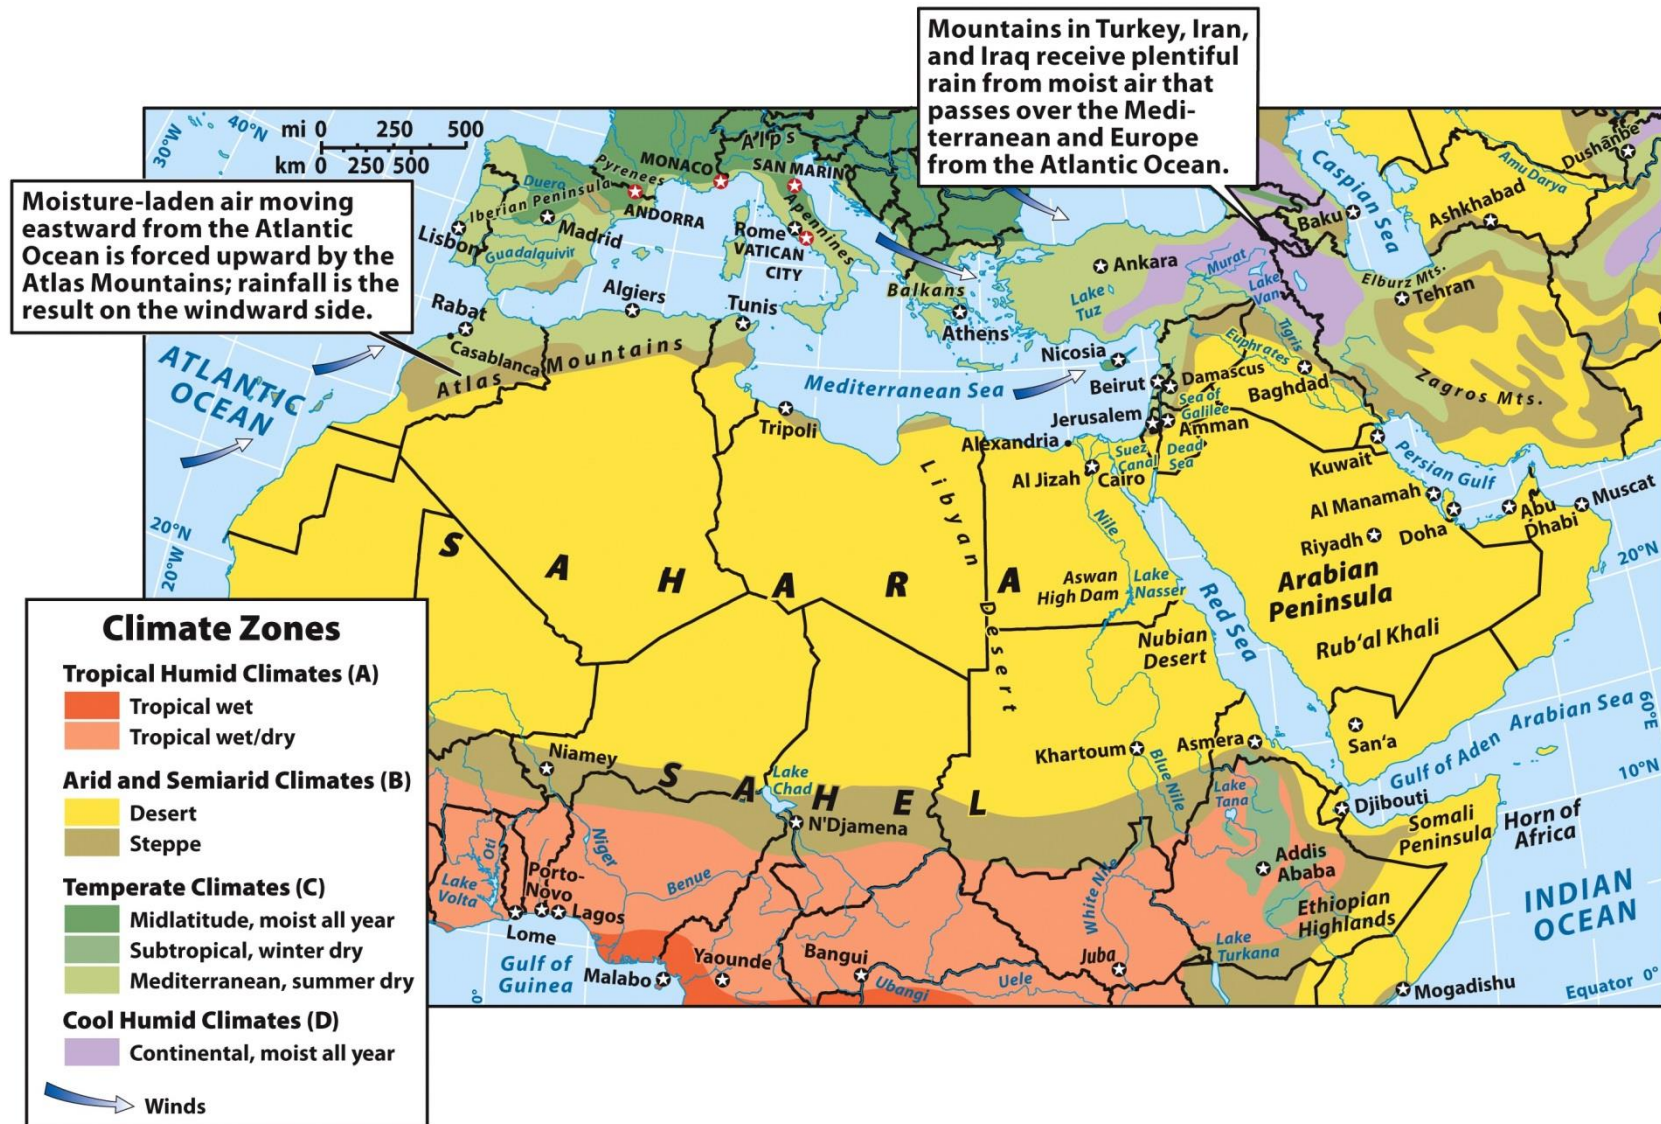 Mountains in Turkey, Iran,
and Iraq receive plentiful
rain from moist air that
passes over the Medi-
terranean and Europe
from the Atlantic Ocean.
Moisture-laden air moving
eastward from the Atlantic
Ocean is forced upward by the
Atlas Mountains; rainfall is the
result on the windward side.
30°W
40°N
mi 0 250 500
km 0 250 500
Alps
Pyrenees
MONACO
SAN MARINO
ANDORRA
Duero
Iberian Peninsula
Lisbon
Madrid
Guadalquivir
Rome
VATICAN
CITY
Apennines
Balkans
Athens
Ankara
Lake
Tuz
Murat
Lake
Van
Caspian Sea
Baku
Ashkhabad
Dushānbe
Amu Darya
Elburz Mts.
Tehran
Zagros Mts.
Rabat
Casablanca
Algiers
Tunis
Atlas Mountains
ATLANTIC
OCEAN
Tripoli
Mediterranean Sea
Nicosia
Beirut
Damascus
Sea of
Galilee
Jerusalem
Amman
Dead
Sea
Suez
Canal
Alexandria
Al Jizah
Cairo
Tigris
Euphrates
Baghdad
Kuwait
Persian Gulf
Al Manamah
Doha
Abu
Dhabi
Muscat
Riyadh
Arabian
Peninsula
Rub'al Khali
20°N
20°W
20°N
SAHARA
Libyan Desert
Nile
Aswan
High Dam
Lake
Nasser
Nubian
Desert
Red Sea
Arabian Sea
60°E
10°N
Gulf of Aden
San'a
Khartoum
Asmera
Blue Nile
Lake
Tana
Djibouti
Somali
Peninsula
Horn of
Africa
Addis
Ababa
Ethiopian
Highlands
INDIAN
OCEAN
Niamey
SAHEL
Lake
Chad
N'Djamena
Niger
Oti
Lake
Volta
Porto-
Novo
Lagos
Lome
Benue
Gulf of
Guinea
Malabo
Yaounde
Bangui
Ubangi
Uele
White Nile
Juba
Lake
Turkana
Mogadishu
Equator 0°
0°
Climate Zones
Tropical Humid Climates (A)
Tropical wet
Tropical wet/dry
Arid and Semiarid Climates (B)
Desert
Steppe
Temperate Climates (C)
Midlatitude, moist all year
Subtropical, winter dry
Mediterranean, summer dry
Cool Humid Climates (D)
Continental, moist all year
Winds